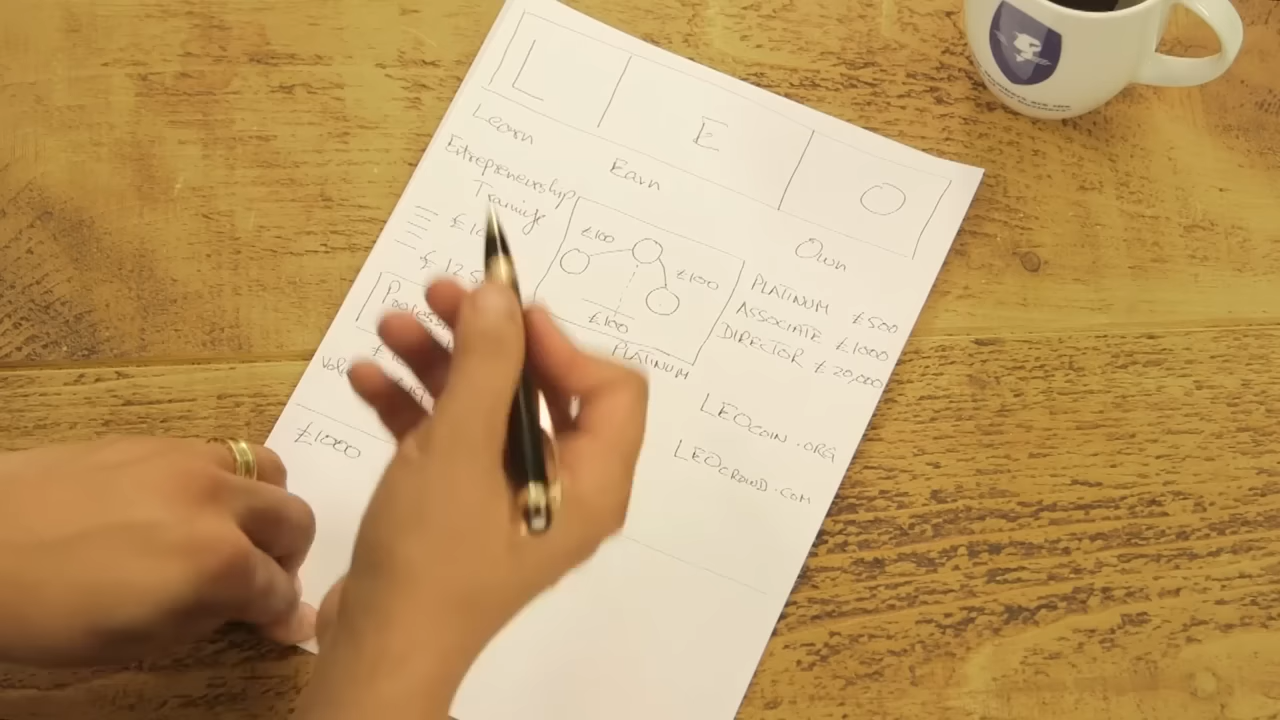 L E O
Learn
Earn
Own
Entrepreneurship
Training
£100
£100
£100
PLATINUM
PLATINUM £500
ASSOCIATE £1000
DIRECTOR £20,000
LEOCOIN.ORG
LEOCROWD.COM
£1000